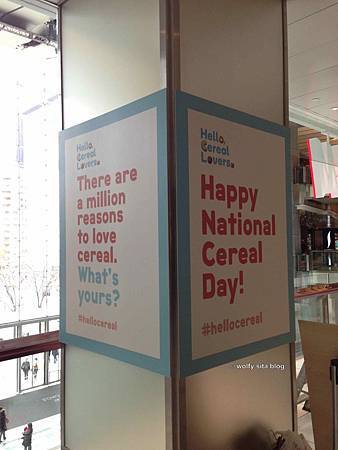 Hello,
Cereal
Lovers.
There are
a million
reasons
to love
cereal.
What's
yours?
#hellocereal
Hello,
Cereal
Lovers.
Happy
National
Cereal
Day!
#hellocereal
wolfy sita blog